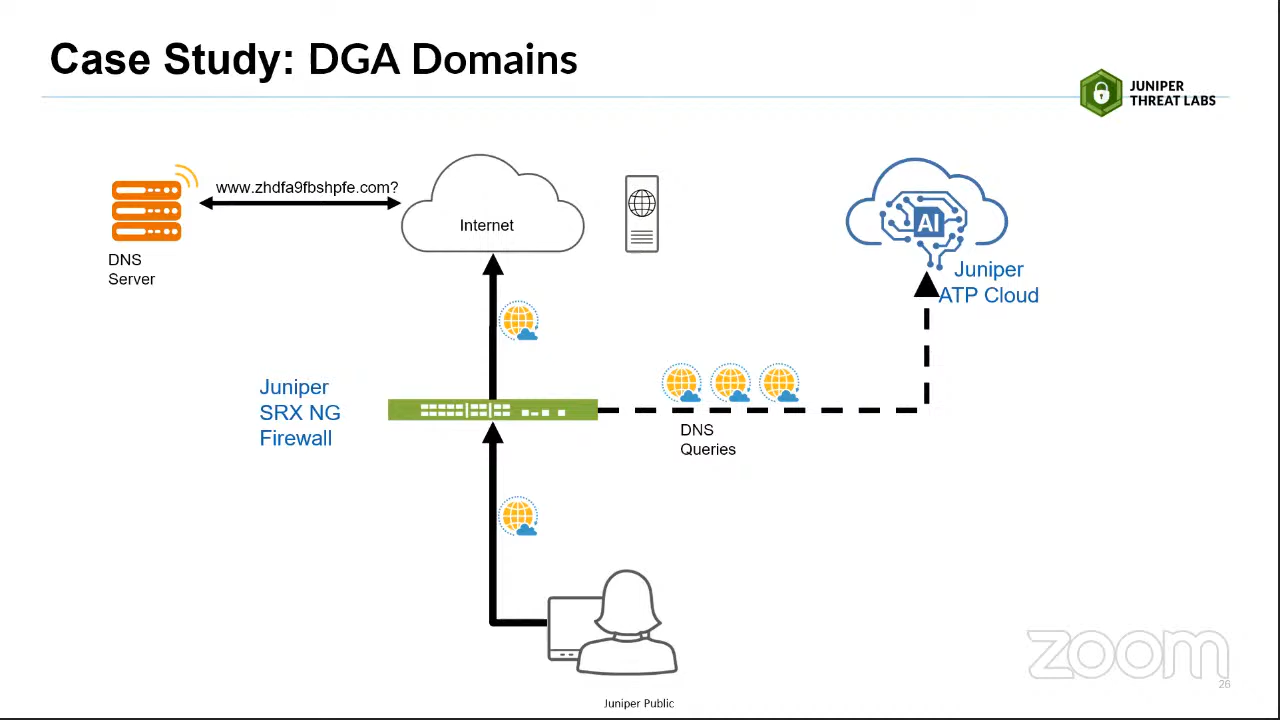 Case Study: DGA Domains
JUNIPER
THREAT LABS
www.zhdfa9fbshpfe.com?
Internet
AI
DNS
Server
Juniper
ATP Cloud
Juniper
SRX NG
Firewall
DNS
Queries
zoom
26
Juniper Public